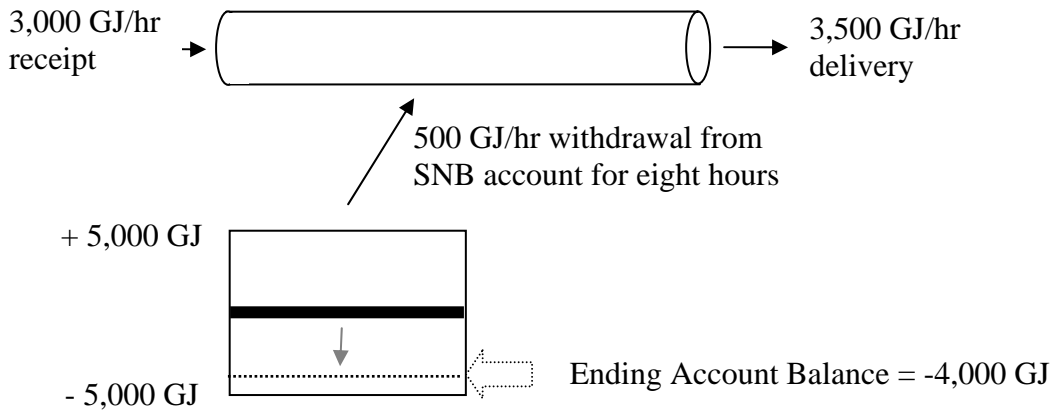 3,000 GJ/hr
receipt
3,500 GJ/hr
delivery
500 GJ/hr withdrawal from
SNB account for eight hours
+ 5,000 GJ
Ending Account Balance = -4,000 GJ
- 5,000 GJ